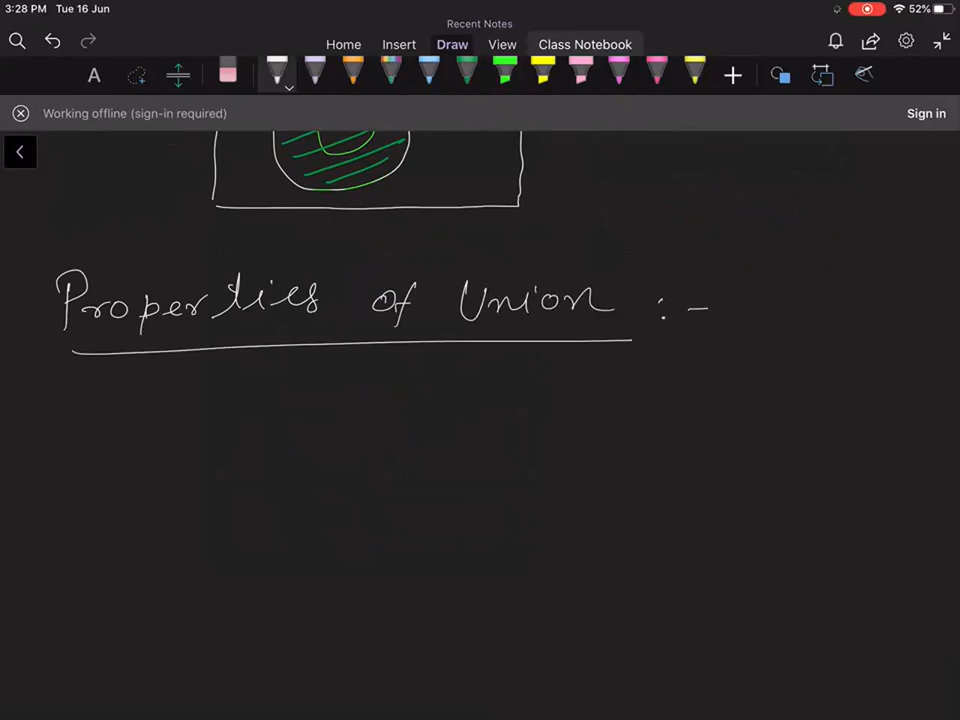 3:28 PM Tue 16 Jun 52%
Recent Notes
Home Insert Draw View Class Notebook
A
Working offline (sign-in required) Sign in
Properties of Union :-